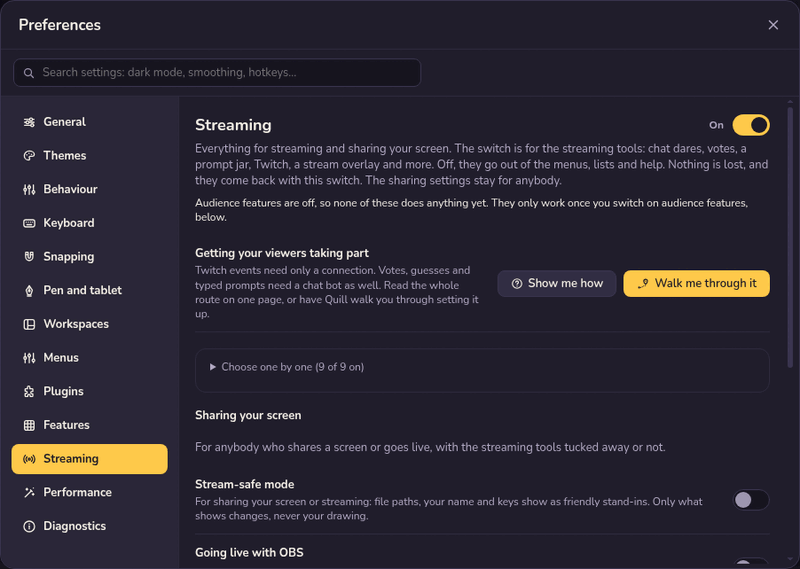 Preferences
Search settings: dark mode, smoothing, hotkeys...
General
Themes
Behaviour
Keyboard
Snapping
Pen and tablet
Workspaces
Menus
Plugins
Features
Streaming
Performance
Diagnostics
Streaming
On
Everything for streaming and sharing your screen. The switch is for the streaming tools: chat dares, votes, a
prompt jar, Twitch, a stream overlay and more. Off, they go out of the menus, lists and help. Nothing is lost, and
they come back with this switch. The sharing settings stay for anybody.
Audience features are off, so none of these does anything yet. They only work once you switch on audience features,
below.
Getting your viewers taking part
Twitch events need only a connection. Votes, guesses and
typed prompts need a chat bot as well. Read the whole
route on one page, or have Quill walk you through setting it
up.
Show me how
Walk me through it
Choose one by one (9 of 9 on)
Sharing your screen
For anybody who shares a screen or goes live, with the streaming tools tucked away or not.
Stream-safe mode
For sharing your screen or streaming: file paths, your name and keys show as friendly stand-ins. Only what
shows changes, never your drawing.
Going live with OBS